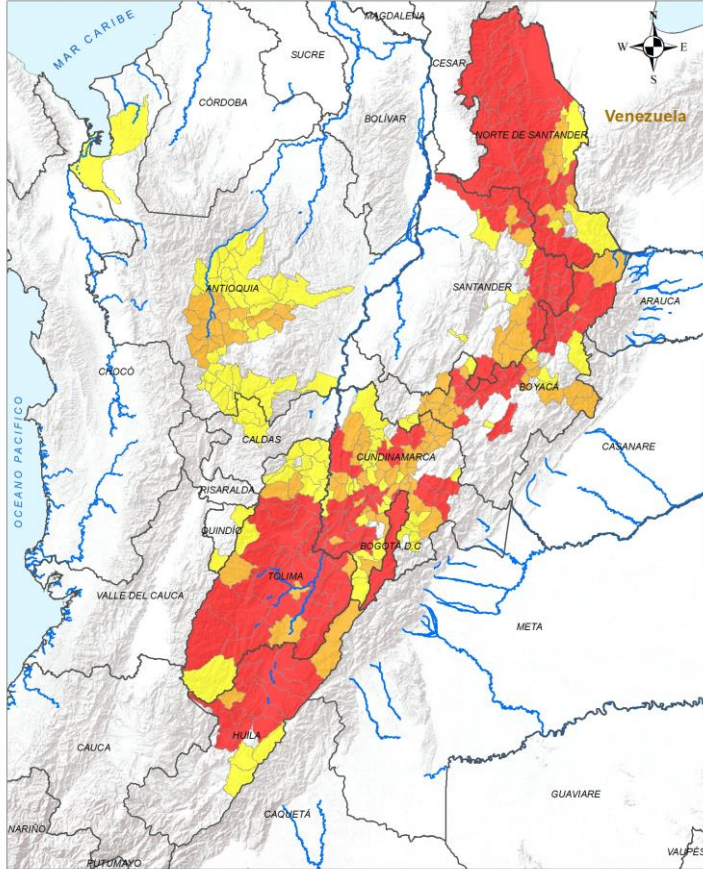 MAR CARIBE
MAGDALENA
N
W
E
S
SUCRE
CESAR
CÓRDOBA
BOLÍVAR
NORTE DE SANTANDER
Venezuela
ANTIOQUIA
SANTANDER
ARAUCA
CHOCÓ
BOYACÁ
CALDAS
CUNDINAMARCA
CASANARE
RISARALDA
OCEANO PACIFICO
QUINDÍO
BOGOTÁ, D.C
TOLIMA
VALLE DEL CAUCA
META
HUILA
CAUCA
GUAVIARE
CAQUETÁ
NARIÑO
PUTUMAYO
VAUPÉS